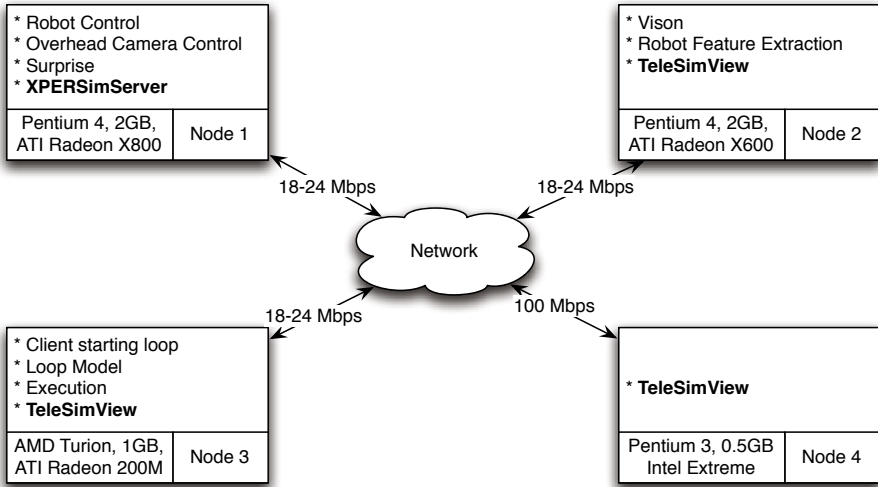 * Robot Control
* Overhead Camera Control
* Surprise
* XPERSimServer
Pentium 4, 2GB,
ATI Radeon X800
Node 1
* Vison
* Robot Feature Extraction
* TeleSimView
Pentium 4, 2GB,
ATI Radeon X600
Node 2
18-24 Mbps
18-24 Mbps
Network
18-24 Mbps
100 Mbps
* Client starting loop
* Loop Model
* Execution
* TeleSimView
AMD Turion, 1GB,
ATI Radeon 200M
Node 3
* TeleSimView
Pentium 3, 0.5GB
Intel Extreme
Node 4